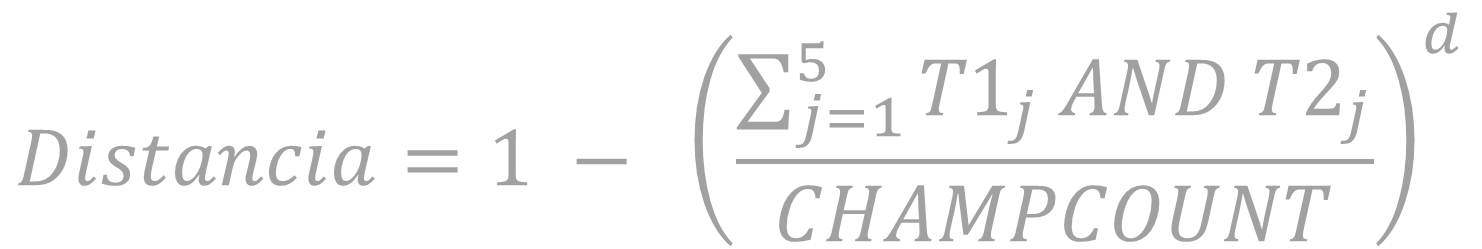 Distancia = 1 − (∑_{j=1}^{5} T1_j AND T2_j / CHAMPCOUNT)^d